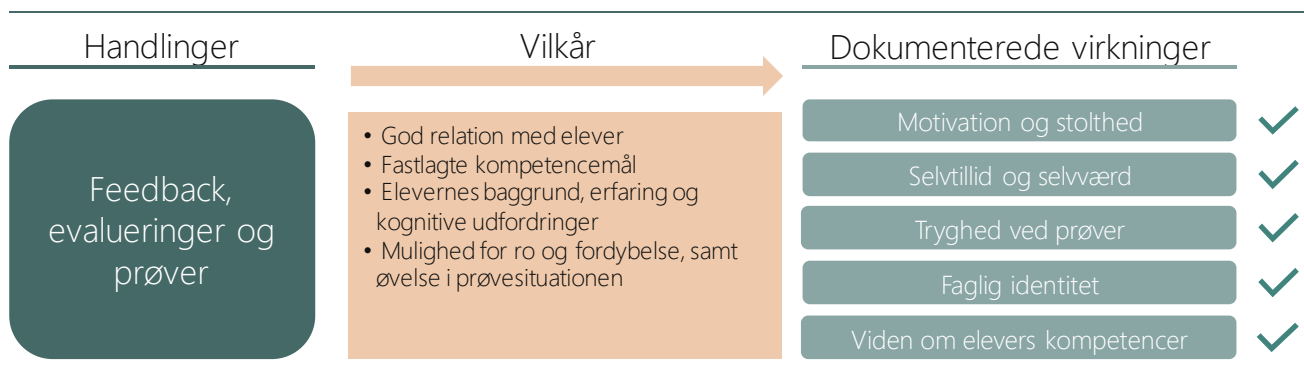 Handlinger
Vilkår
Dokumenterede virkninger
Feedback,
evalueringer og
prøver
• God relation med elever
• Fastlagte kompetencemål
• Elevernes baggrund, erfaring og
kognitive udfordringer
• Mulighed for ro og fordybelse, samt
øvelse i prøvesituationen
Motivation og stolthed
Selvtillid og selvværd
Tryghed ved prøver
Faglig identitet
Viden om elevers kompetencer